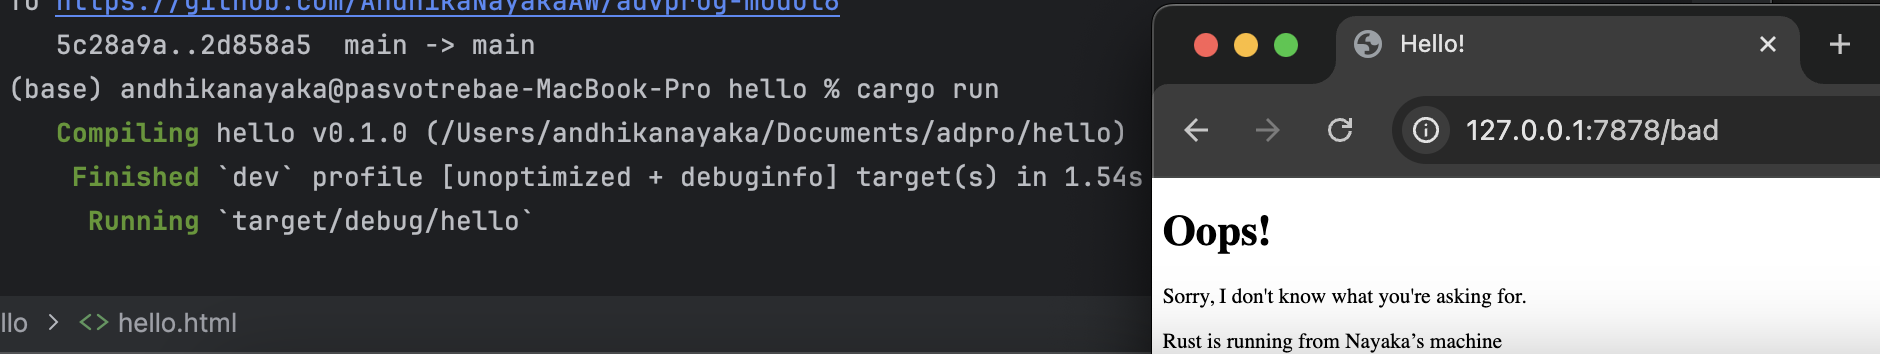 To https://github.com/AndhikaNayakaAW/advprog-modul6
5c28a9a..2d858a5  main -> main
(base) andhikanayaka@pasvotrebae-MacBook-Pro hello % cargo run
Compiling hello v0.1.0 (/Users/andhikanayaka/Documents/adpro/hello)
Finished `dev` profile [unoptimized + debuginfo] target(s) in 1.54s
Running `target/debug/hello`
llo > <> hello.html
Hello!
127.0.0.1:7878/bad
Oops!
Sorry, I don't know what you're asking for.
Rust is running from Nayaka’s machine